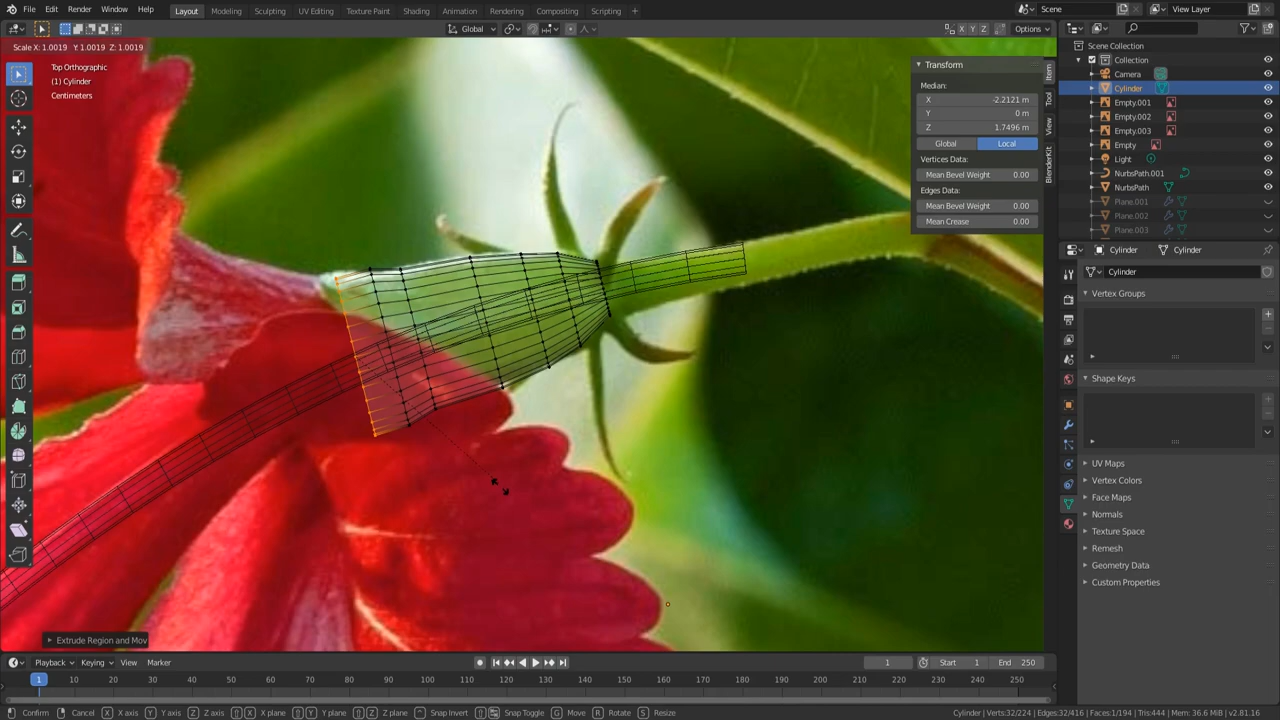 File Edit Render Window Help
Layout Modeling Sculpting UV Editing Texture Paint Shading Animation Rendering Compositing Scripting +
Scene
View Layer
Global
X Y Z
Options
Scale X: 1.0019 Y: 1.0019 Z: 1.0019
Top Orthographic
(1) Cylinder
Centimeters
Transform
Median:
X -2.2121 m
Y 0 m
Z 1.7496 m
Global Local
Vertices Data:
Mean Bevel Weight 0.00
Edges Data:
Mean Bevel Weight 0.00
Mean Crease 0.00
Item
Tool
View
BlenderKit
Scene Collection
Collection
Camera
Cylinder
Empty.001
Empty.002
Empty.003
Empty
Light
NurbsPath.001
NurbsPath
Plane.001
Plane.002
Plane.003
Cylinder Cylinder
Cylinder
Vertex Groups
Shape Keys
UV Maps
Vertex Colors
Face Maps
Normals
Texture Space
Remesh
Geometry Data
Custom Properties
Extrude Region and Mov
Playback Keying View Marker
1
Start 1
End 250
1 10 20 30 40 50 60 70 80 90 100 110 120 130 140 150 160 170 180 190 200 210 220 230 240 250
Confirm Cancel X X axis Y Y axis Z Z axis X X plane Y Y plane Z Z plane Snap Invert Snap Toggle G Move R Rotate S Resize
Cylinder | Verts:32/224 | Edges:32/416 | Faces:1/194 | Tris:444 | Mem: 36.6 MiB | v2.81.16